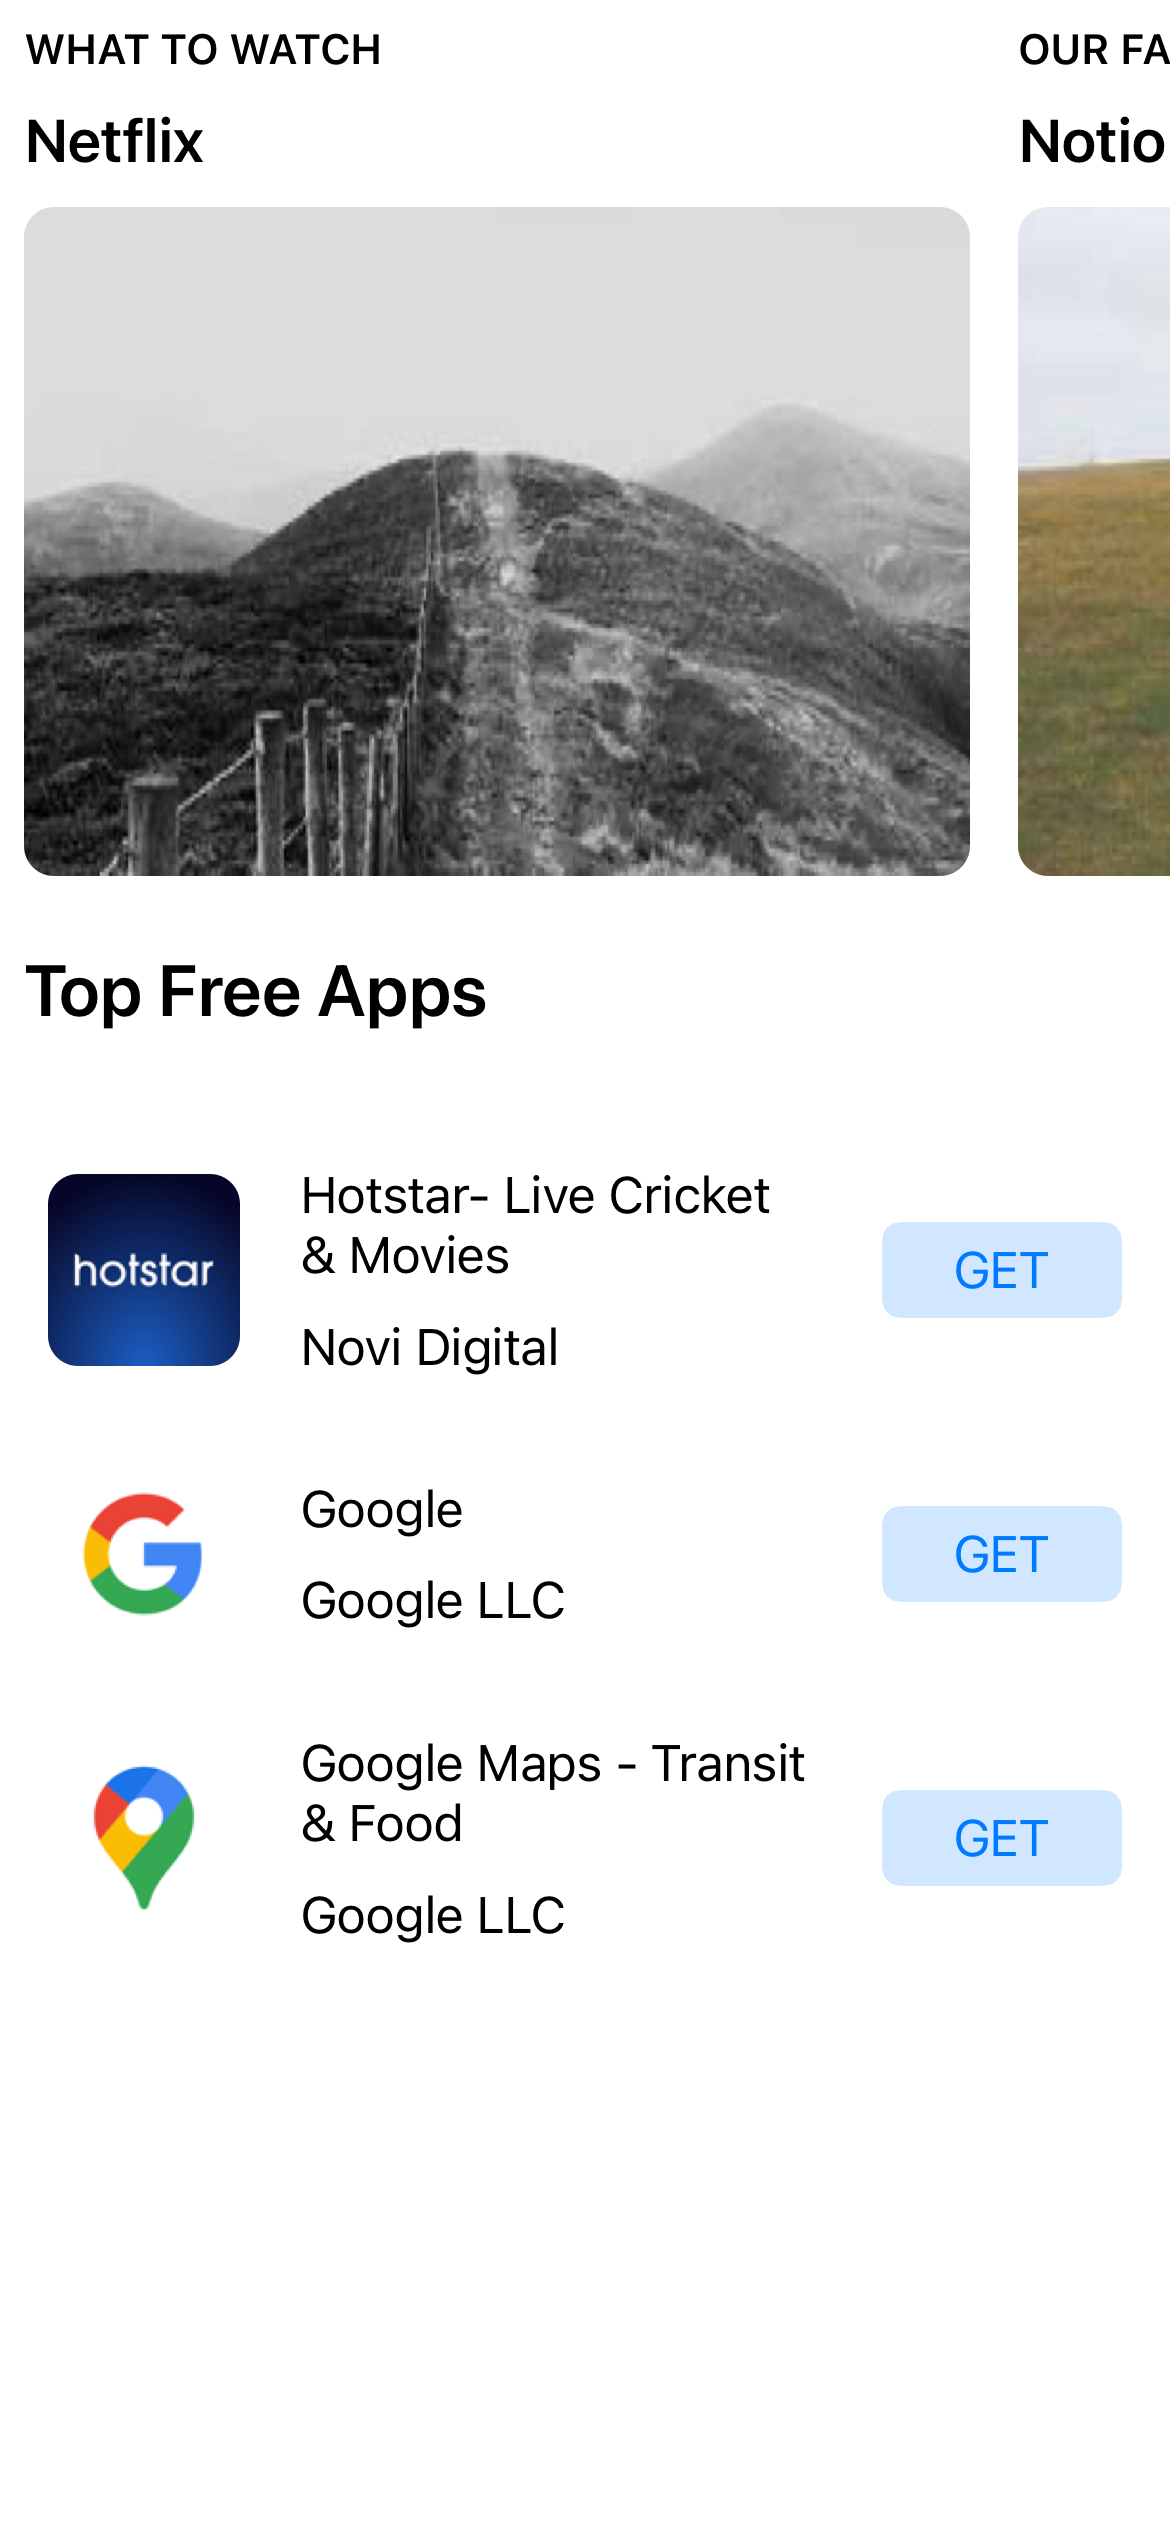 WHAT TO WATCH
Netflix
OUR FA
Notio
Top Free Apps
hotstar
Hotstar- Live Cricket
& Movies
Novi Digital
GET
Google
Google LLC
GET
Google Maps - Transit
& Food
Google LLC
GET